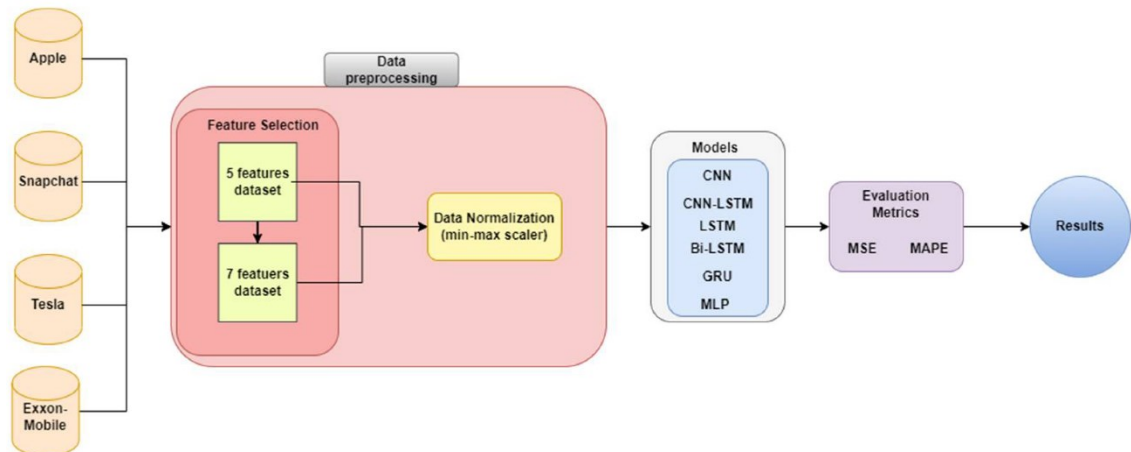 Apple
Snapchat
Tesla
Exxon-
Mobile
Data
preprocessing
Feature Selection
5 features
dataset
7 featuers
dataset
Data Normalization
(min-max scaler)
Models
CNN
CNN-LSTM
LSTM
Bi-LSTM
GRU
MLP
Evaluation
Metrics
MSE MAPE
Results